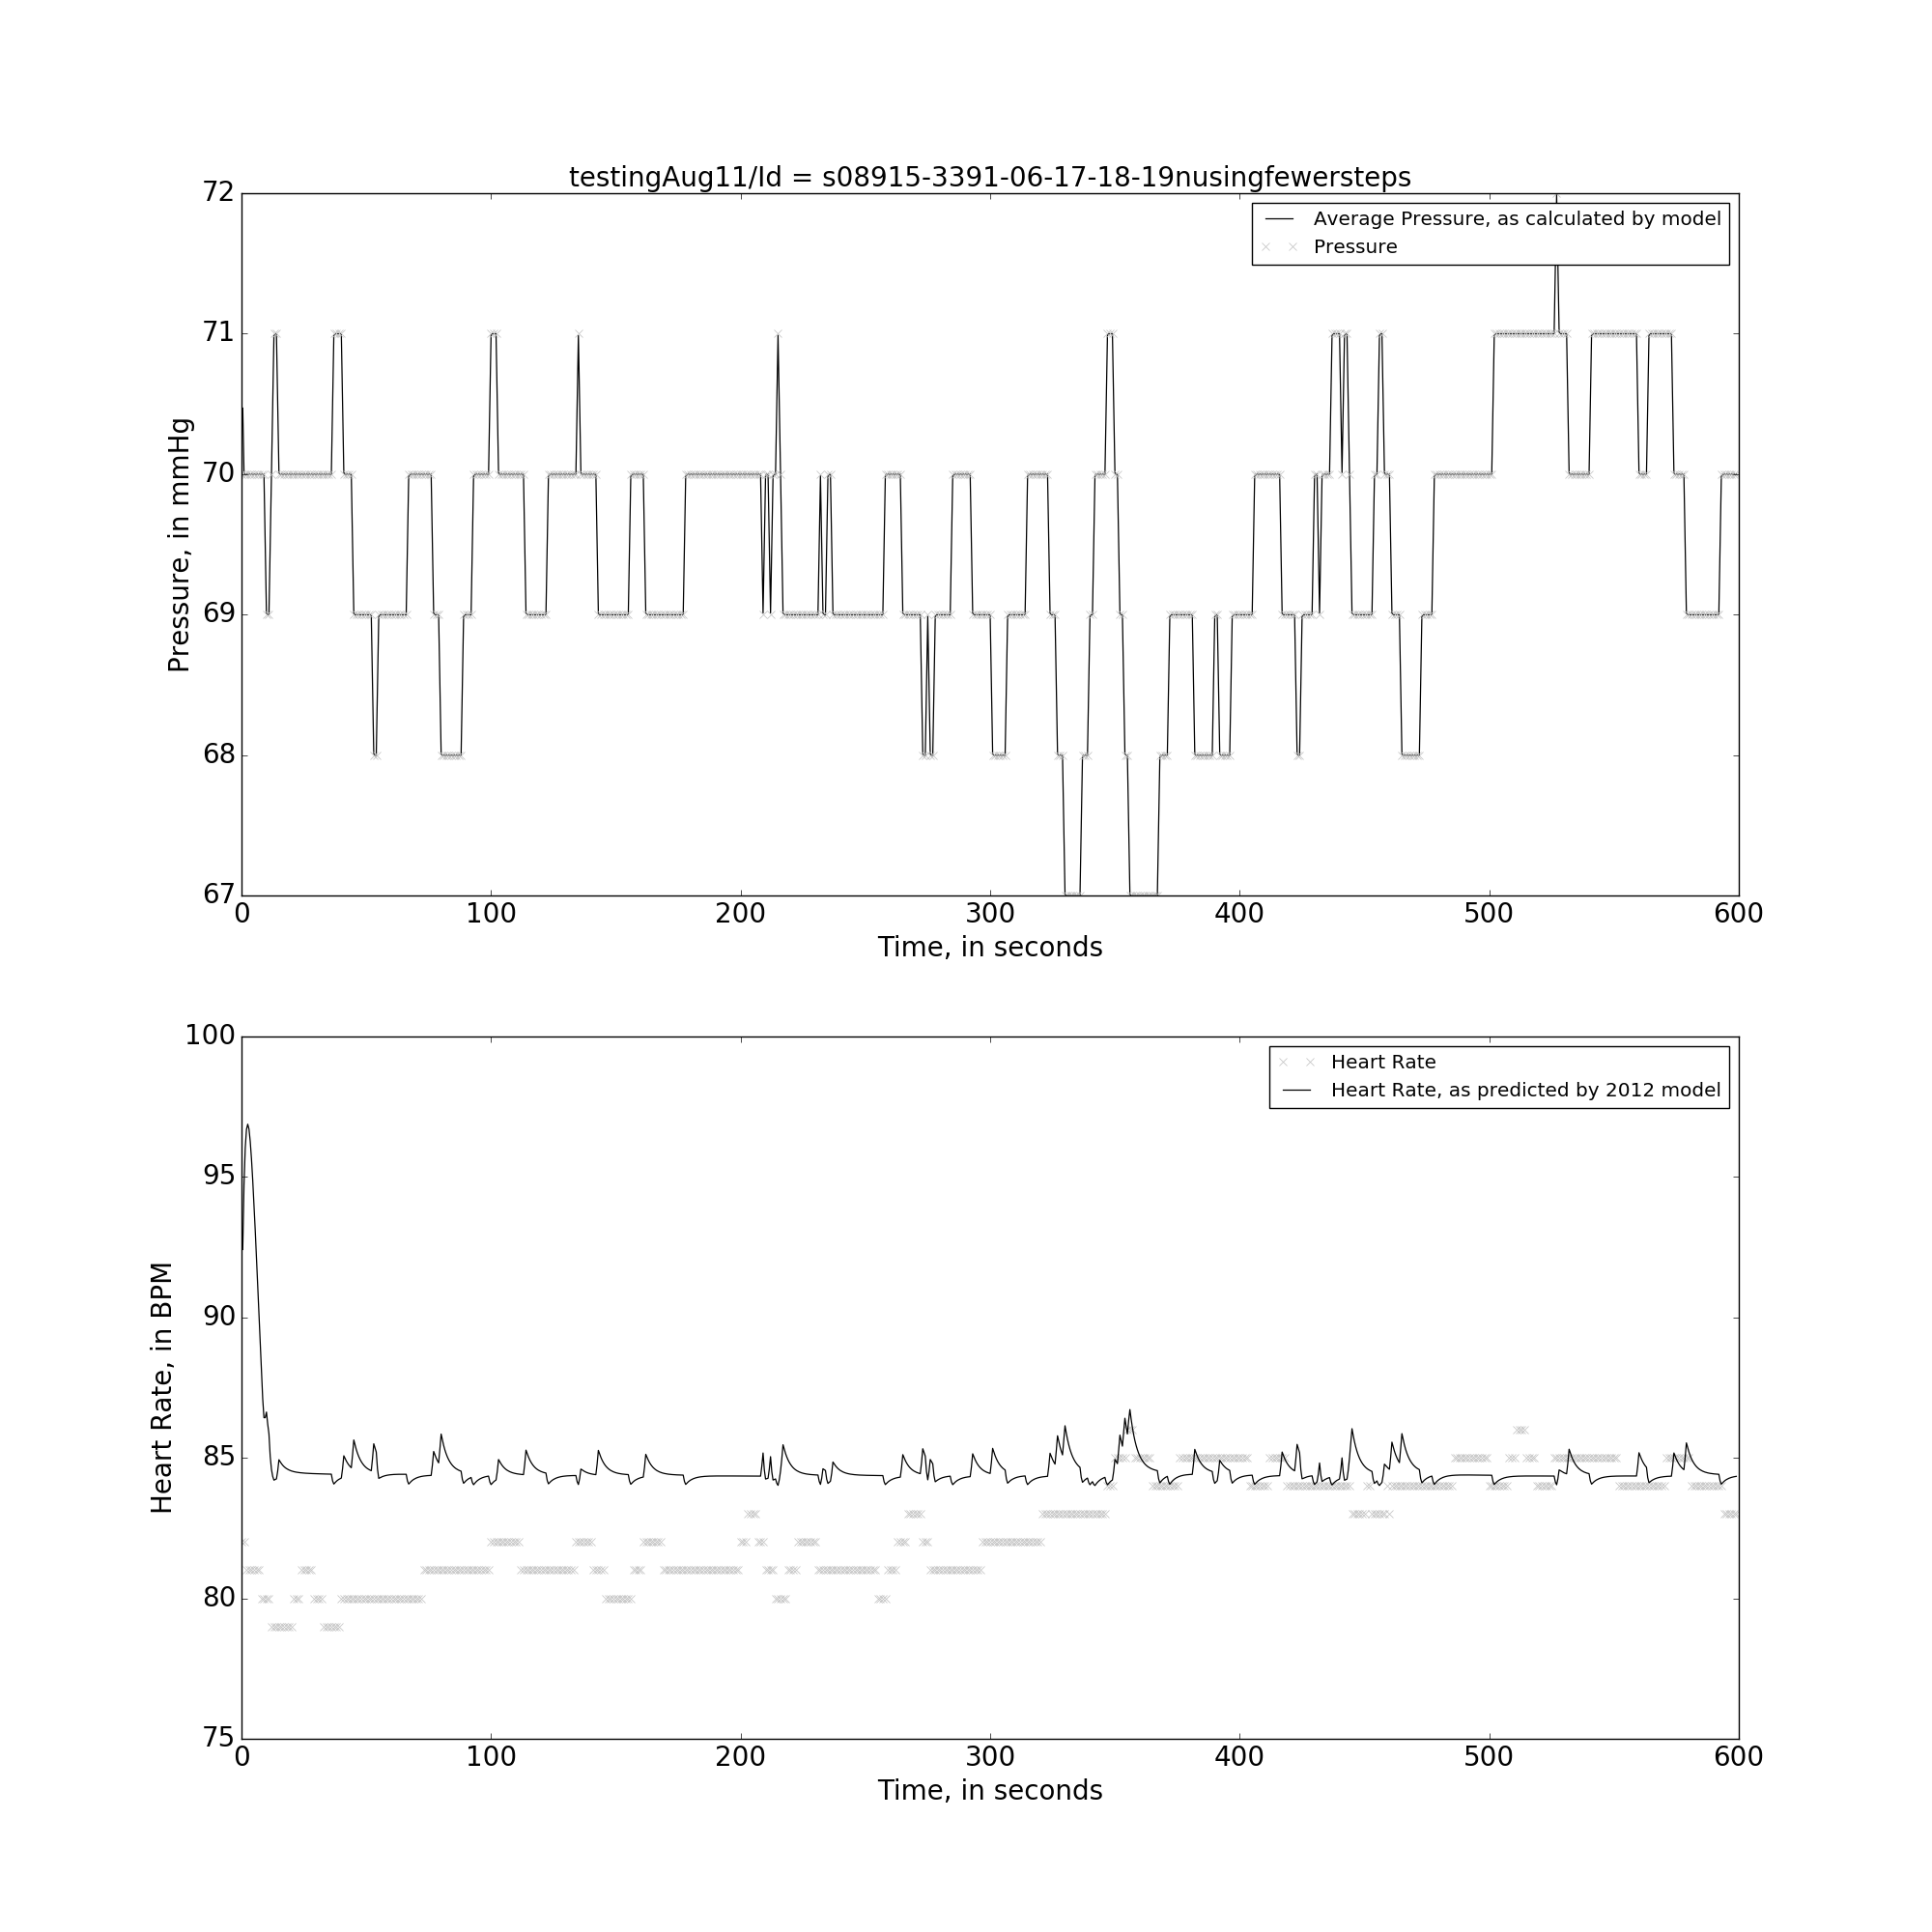 testingAug11/Id = s08915-3391-06-17-18-19nusingfewersteps
72
71
70
69
68
67
Pressure, in mmHg
Average Pressure, as calculated by model
Pressure
0 100 200 300 400 500 600
Time, in seconds
100
95
90
85
80
75
Heart Rate, in BPM
Heart Rate
Heart Rate, as predicted by 2012 model
0 100 200 300 400 500 600
Time, in seconds